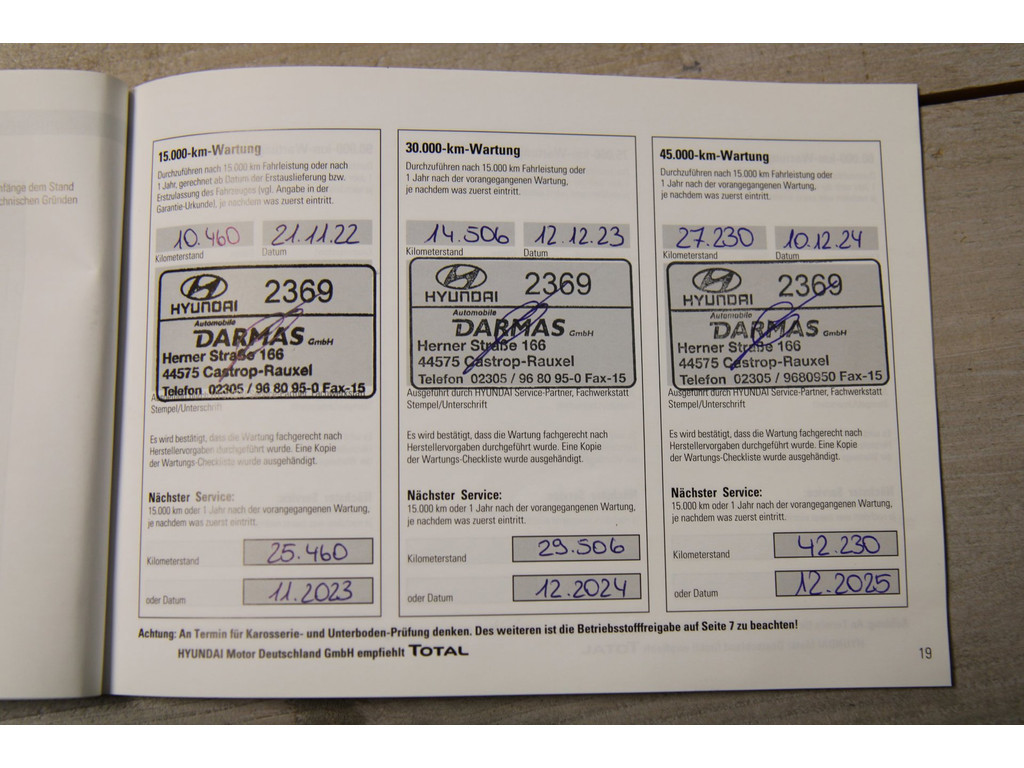 nfänge dem Stand
chnischen Gründen
15.000-km-Wartung
Durchzuführen nach 15.000 km Fahrleistung oder nach
1 Jahr, gerechnet ab Datum der Erstauslieferung bzw.
Erstzulassung des Fahrzeuges (vgl. Angabe in der
Garantie-Urkunde), je nachdem was zuerst eintritt.
10.460 21.11.22
Kilometerstand Datum
HYUNDAI 2369
Automobile
DARMAS GmbH
Herner Straße 166
44575 Castrop-Rauxel
Telefon 02305 / 96 80 95-0 Fax-15
Stempel/Unterschrift
Es wird bestätigt, dass die Wartung fachgerecht nach
Herstellervorgaben durchgeführt wurde. Eine Kopie
der Wartungs-Checkliste wurde ausgehändigt.
Nächster Service:
15.000 km oder 1 Jahr nach der vorangegangenen Wartung,
je nachdem was zuerst eintritt.
Kilometerstand 25.460
oder Datum 11.2023
30.000-km-Wartung
Durchzuführen nach 15.000 km Fahrleistung oder
1 Jahr nach der vorangegangenen Wartung,
je nachdem was zuerst eintritt.
14.506 12.12.23
Kilometerstand Datum
HYUNDAI 2369
Automobile
DARMAS GmbH
Herner Straße 166
44575 Castrop-Rauxel
Telefon 02305 / 96 80 95-0 Fax-15
Ausgeführt durch HYUNDAI Service-Partner, Fachwerkstatt
Stempel/Unterschrift
Es wird bestätigt, dass die Wartung fachgerecht nach
Herstellervorgaben durchgeführt wurde. Eine Kopie
der Wartungs-Checkliste wurde ausgehändigt.
Nächster Service:
15.000 km oder 1 Jahr nach der vorangegangenen Wartung,
je nachdem was zuerst eintritt.
Kilometerstand 29.506
oder Datum 12.2024
45.000-km-Wartung
Durchzuführen nach 15.000 km Fahrleistung oder
1 Jahr nach der vorangegangenen Wartung,
je nachdem was zuerst eintritt.
27.230 10.12.24
Kilometerstand Datum
HYUNDAI 2369
Automobile
DARMAS GmbH
Herner Straße 166
44575 Castrop-Rauxel
Telefon 02305 / 9680950 Fax-15
Ausgeführt durch HYUNDAI Service-Partner, Fachwerkstatt
Stempel/Unterschrift
Es wird bestätigt, dass die Wartung fachgerecht nach
Herstellervorgaben durchgeführt wurde. Eine Kopie
der Wartungs-Checkliste wurde ausgehändigt.
Nächster Service:
15.000 km oder 1 Jahr nach der vorangegangenen Wartung,
je nachdem was zuerst eintritt.
Kilometerstand 42.230
oder Datum 12.2025
Achtung: An Termin für Karosserie- und Unterboden-Prüfung denken. Des weiteren ist die Betriebsstofffreigabe auf Seite 7 zu beachten!
HYUNDAI Motor Deutschland GmbH empfiehlt TOTAL
19